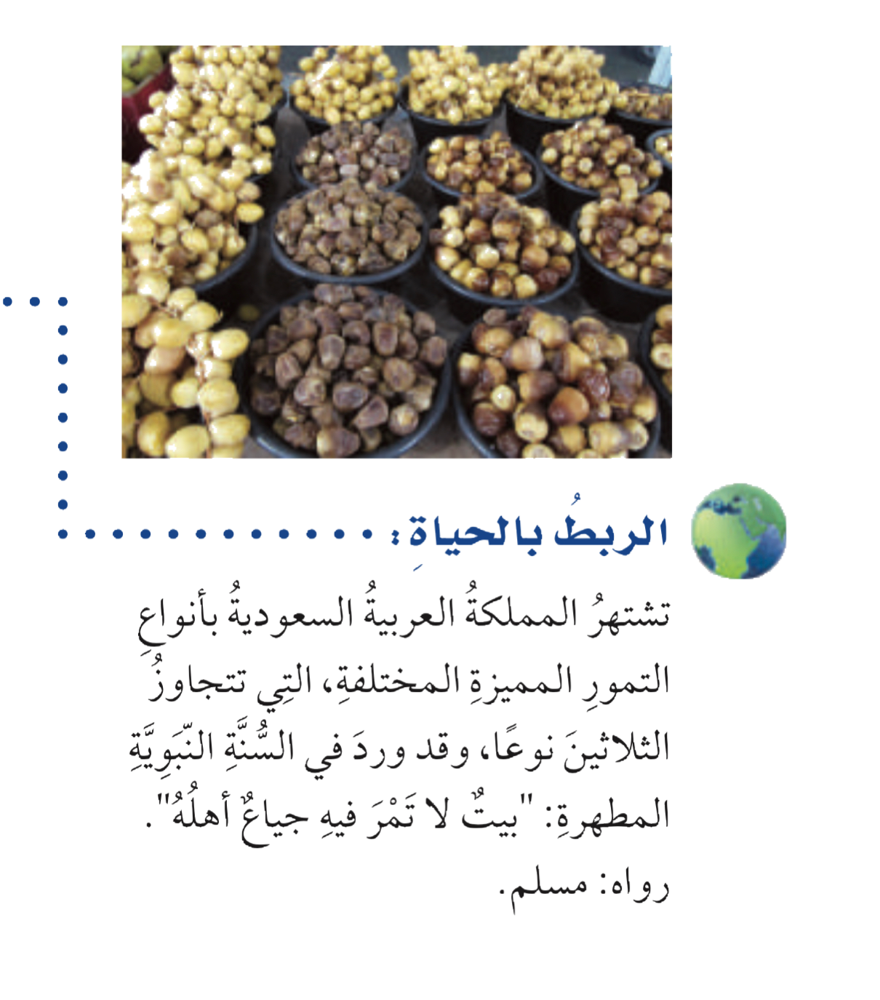 الربطُ بالحياةِ:
تشتهرُ المملكةُ العربيةُ السعوديةُ بأنواعِ
التمورِ المميزةِ المختلفةِ، التِي تتجاوزُ
الثلاثينَ نوعًا، وقد وردَ في السُّنَّةِ النّبَوِيَّةِ
المطهرةِ: "بيتٌ لا تَمْرَ فيهِ جياعٌ أهلُهُ".
رواه: مسلم.